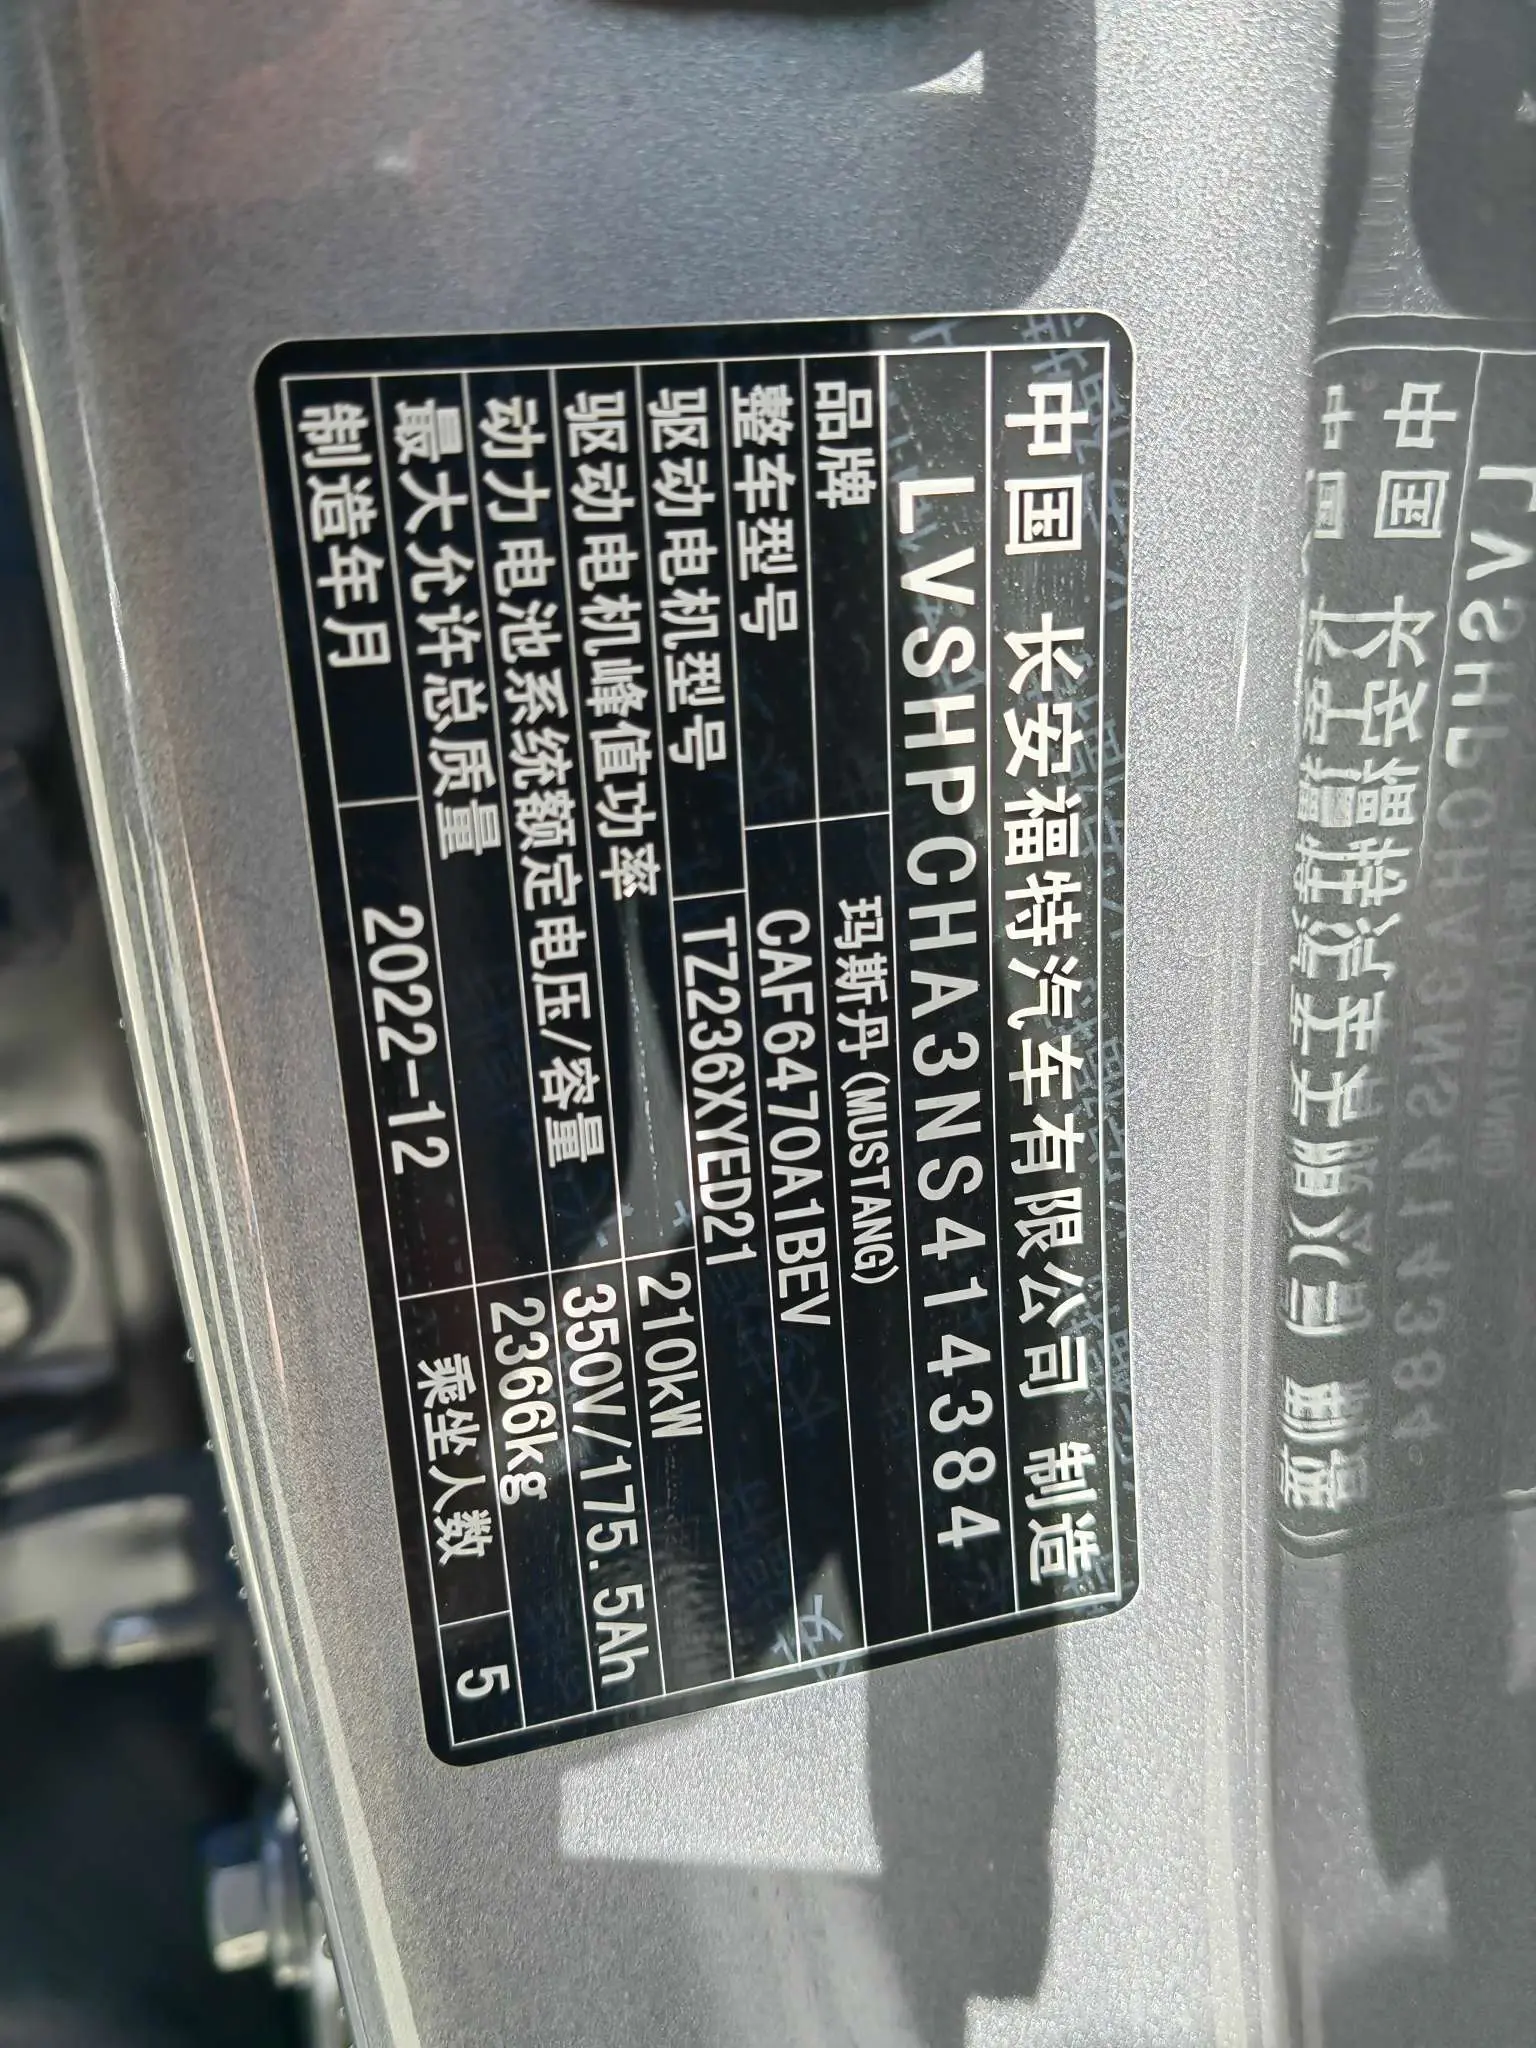 中国 长安福特汽车有限公司 制造
LVSHPCHA3NS414384
品牌 玛斯丹(MUSTANG)
整车型号 CAF6470A1BEV
驱动电机型号 TZ236XYED21
驱动电机峰值功率 210kW
动力电池系统额定电压/容量 350V/175.5Ah
最大允许总质量 2366kg
制造年月 2022-12 乘坐人数 5